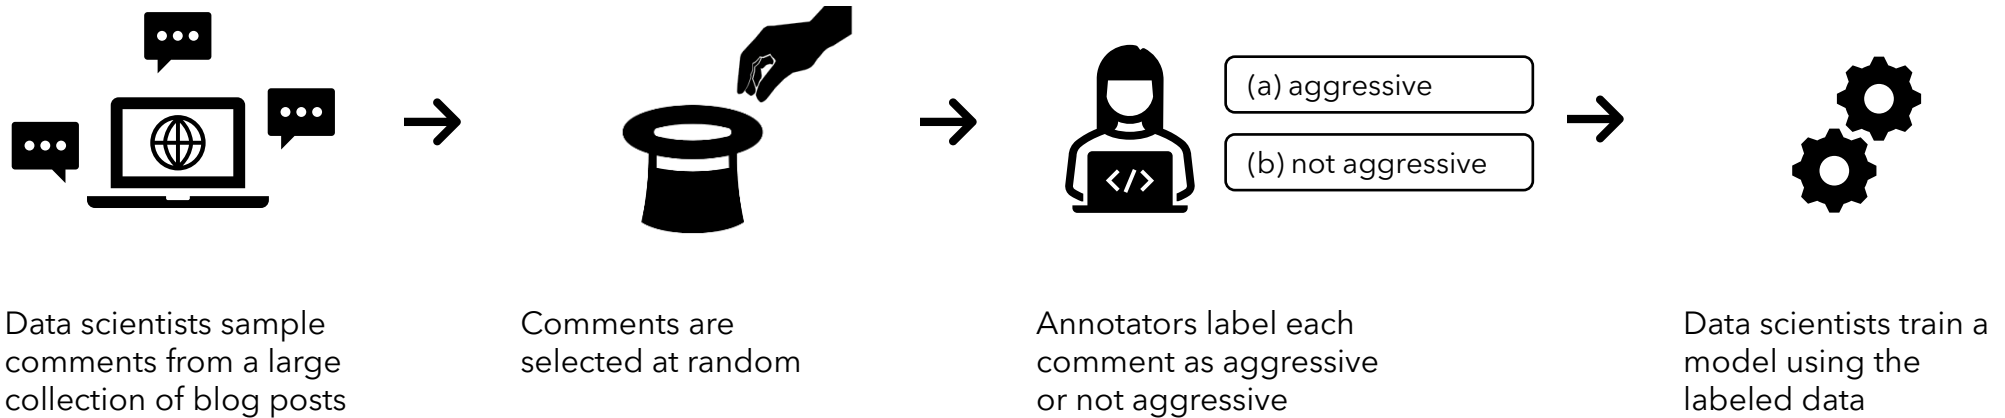 (a) aggressive
(b) not aggressive
</>
Data scientists sample
comments from a large
collection of blog posts
Comments are
selected at random
Annotators label each
comment as aggressive
or not aggressive
Data scientists train a
model using the
labeled data